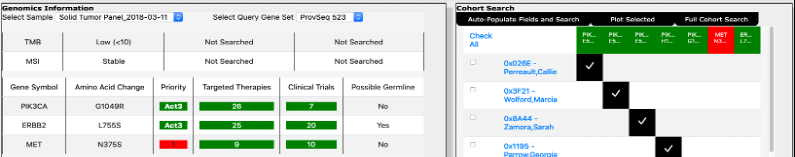 Genomics Information
Select Sample Solid Tumor Panel_2018-03-11 Select Query Gene Set ProvSeq 523
TMB Low (<10) Not Searched Not Searched
MSI Stable Not Searched Not Searched
Gene Symbol Amino Acid Change Priority Targeted Therapies Clinical Trials Possible Germline
PIK3CA G1049R Act3 26 7 No
ERBB2 L755S Act3 25 20 Yes
MET N375S 9 10 No
Cohort Search
Auto-Populate Fields and Search Plot Selected Full Cohort Search
Check All
PIK... E5...
PIK... E5...
PIK... E5...
PIK... H1...
PIK... G1...
MET N3...
ER... L7...
0x026E -
Perreault,Callie
0x3F21 -
Wolford,Marcia
0x8A44 -
Zamora,Sarah
0x1195 -
Parrow,Georgia